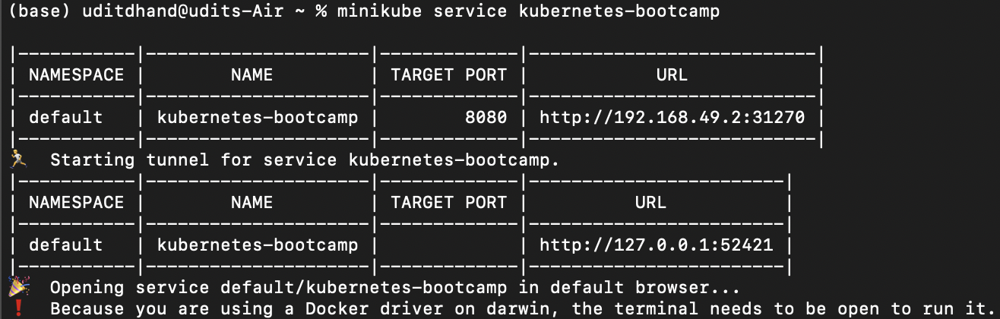 (base) uditdhand@udits-Air ~ % minikube service kubernetes-bootcamp
|-----------|---------------------|-------------|---------------------------|
| NAMESPACE |        NAME         | TARGET PORT |            URL            |
|-----------|---------------------|-------------|---------------------------|
| default   | kubernetes-bootcamp |        8080 | http://192.168.49.2:31270 |
|-----------|---------------------|-------------|---------------------------|
🏃  Starting tunnel for service kubernetes-bootcamp.
|-----------|---------------------|-------------|------------------------|
| NAMESPACE |        NAME         | TARGET PORT |          URL           |
|-----------|---------------------|-------------|------------------------|
| default   | kubernetes-bootcamp |             | http://127.0.0.1:52421 |
|-----------|---------------------|-------------|------------------------|
🎉  Opening service default/kubernetes-bootcamp in default browser...
❗  Because you are using a Docker driver on darwin, the terminal needs to be open to run it.